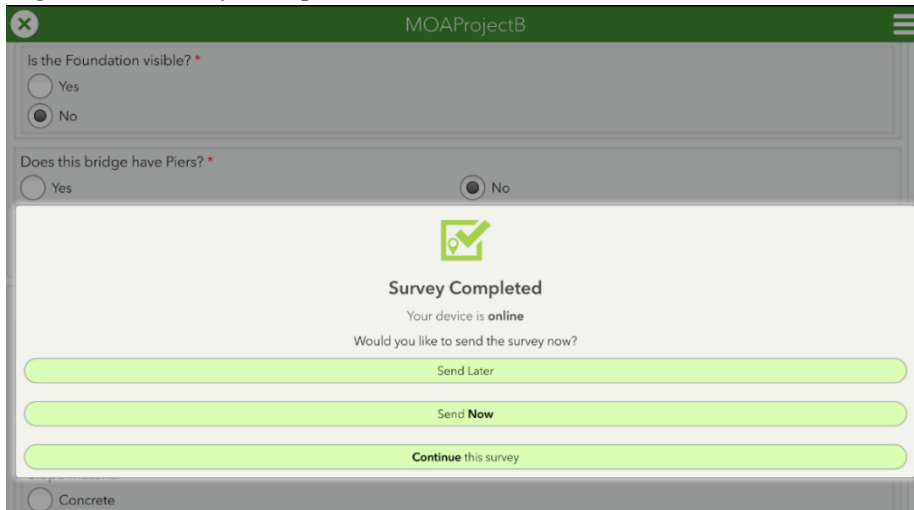 MOAProjectB
Is the Foundation visible? *
Yes
No
Does this bridge have Piers? *
Yes
No
Survey Completed
Your device is online
Would you like to send the survey now?
Send Later
Send Now
Continue this survey
Concrete